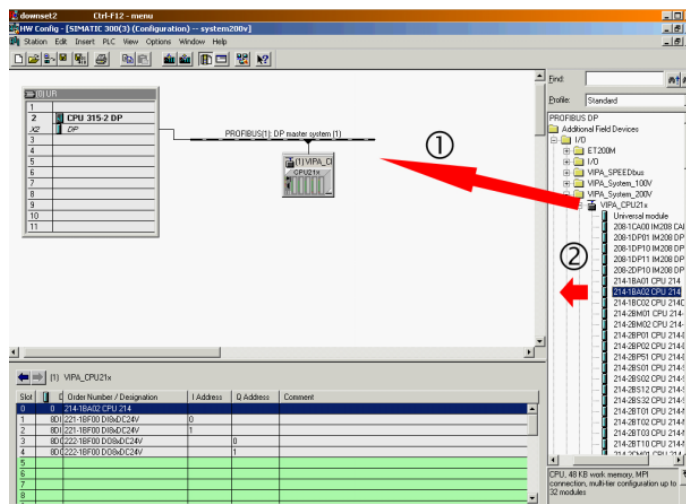 downset2 Ctrl-F12 - menu
HW Config - [SIMATIC 300(3) (Configuration) -- system200v]
Station Edit Insert PLC View Options Window Help
(0) UR
1
2 CPU 315-2 DP
X2 DP
3
4
5
6
7
8
9
10
11
PROFIBUS(1): DP master system (1)
(1) VIPA_CI
CPU21x
①
②
Find:
Profile: Standard
PROFIBUS DP
Additional Field Devices
I/O
ET200M
I/O
VIPA_SPEEDbus
VIPA_System_100V
VIPA_System_200V
VIPA_CPU21x
Universal module
208-1CA00 IM208 CAI
208-1DP01 IM208 DP
208-1DP10 IM208 DP
208-1DP11 IM208 DP
208-2DP10 IM208 DP
214-1BA01 CPU 214
214-1BA02 CPU 214
214-1BC02 CPU 214C
214-2BM01 CPU 214-
214-2BM02 CPU 214-
214-2BP01 CPU 214-
214-2BP02 CPU 214-
214-2BP51 CPU 214-
214-2BS01 CPU 214-
214-2BS02 CPU 214-
214-2BS12 CPU 214-
214-2BS32 CPU 214-
214-2BT01 CPU 214-
214-2BT02 CPU 214-
214-2BT03 CPU 214-
214-2BT10 CPU 214-
CPU, 48 KB work memory, MPI
connection, multi-tier configuration up to
32 modules
(1) VIPA_CPU21x
Slot D Order Number / Designation I Address Q Address Comment
0 0 214-1BA02 CPU 214
1 8DI 221-1BF00 DI8xDC24V 0
2 8DI 221-1BF00 DI8xDC24V 1
3 8DO 222-1BF00 DO8xDC24V 0
4 8DO 222-1BF00 DO8xDC24V 1
5
6
7
8